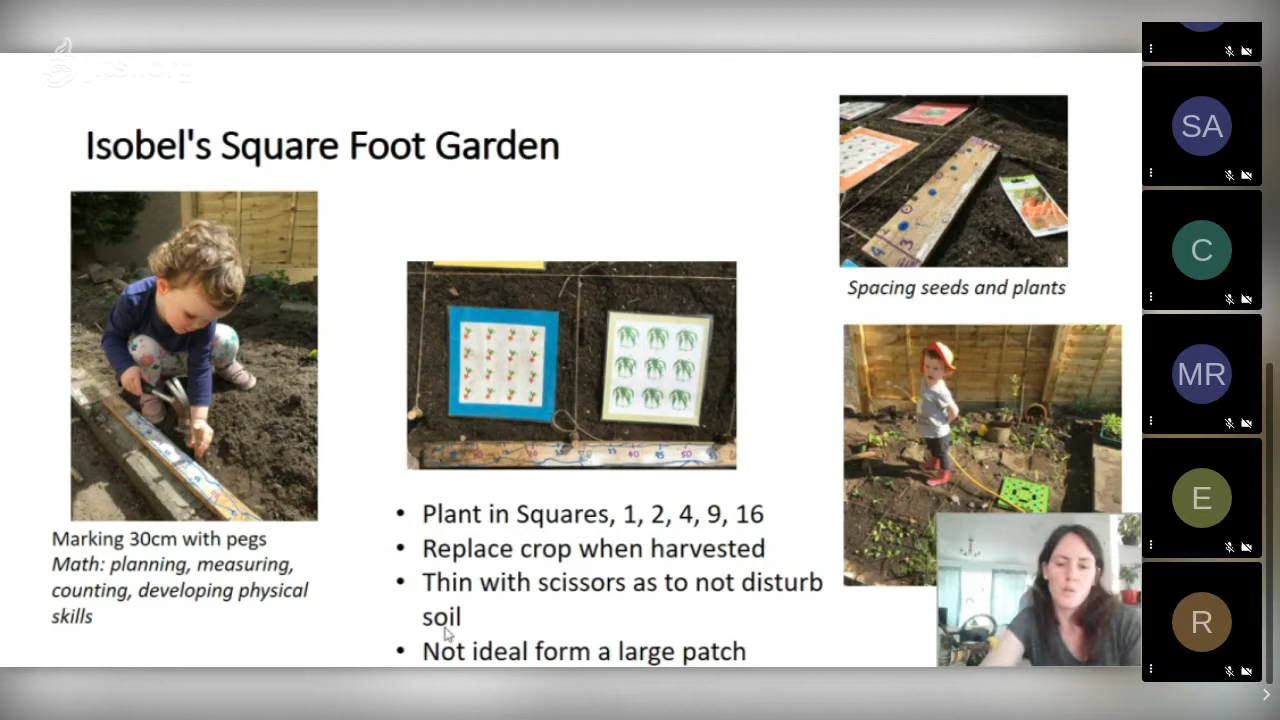 Isobel's Square Foot Garden
Spacing seeds and plants
Marking 30cm with pegs
Math: planning, measuring,
counting, developing physical
skills
• Plant in Squares, 1, 2, 4, 9, 16
• Replace crop when harvested
• Thin with scissors as to not disturb
soil
• Not ideal form a large patch
SA
C
MR
E
R